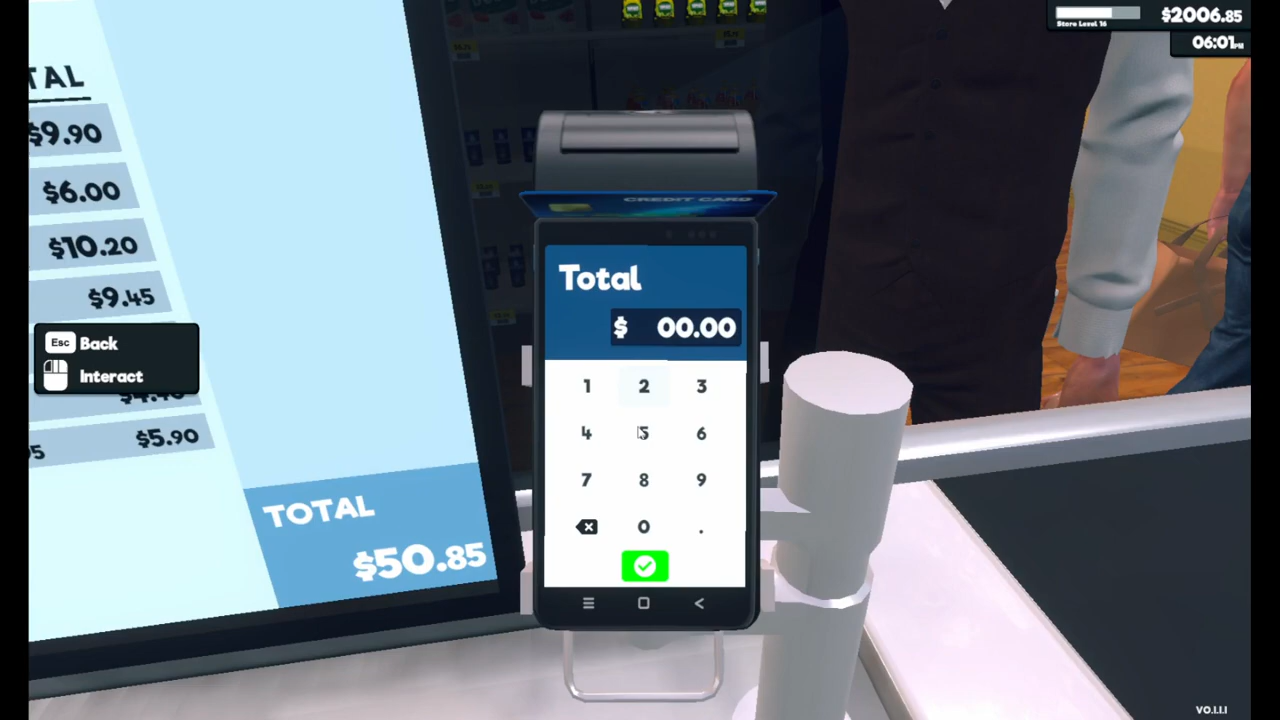 $2006.85
Store Level 16
06:01PM
TAL
$9.90
$6.00
$10.20
$9.45
Esc Back
Interact
$5.90
TOTAL
$50.85
CREDIT CARD
Total
$ 00.00
1 2 3
4 5 6
7 8 9
0 .
V0.1.1.1